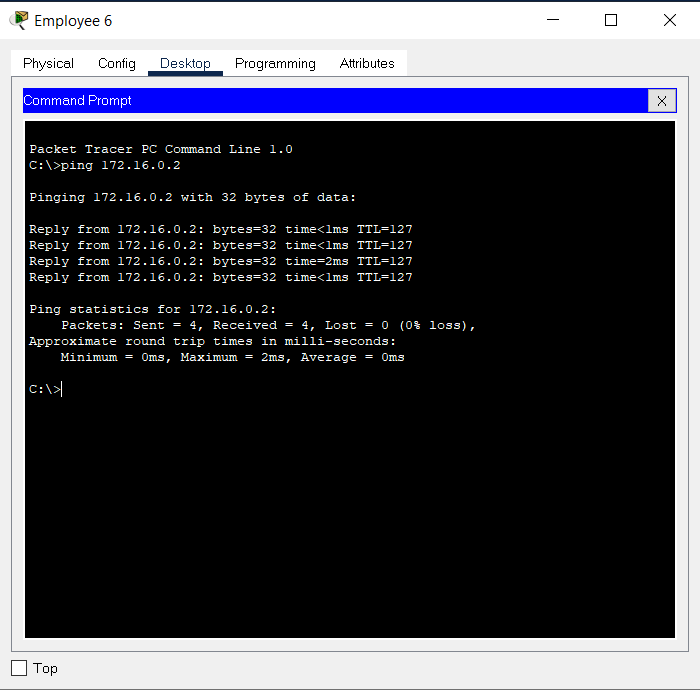 Employee 6
Physical Config Desktop Programming Attributes
Command Prompt
X
Packet Tracer PC Command Line 1.0
C:\>ping 172.16.0.2
Pinging 172.16.0.2 with 32 bytes of data:
Reply from 172.16.0.2: bytes=32 time<1ms TTL=127
Reply from 172.16.0.2: bytes=32 time<1ms TTL=127
Reply from 172.16.0.2: bytes=32 time=2ms TTL=127
Reply from 172.16.0.2: bytes=32 time<1ms TTL=127
Ping statistics for 172.16.0.2:
Packets: Sent = 4, Received = 4, Lost = 0 (0% loss),
Approximate round trip times in milli-seconds:
Minimum = 0ms, Maximum = 2ms, Average = 0ms
C:\>
Top